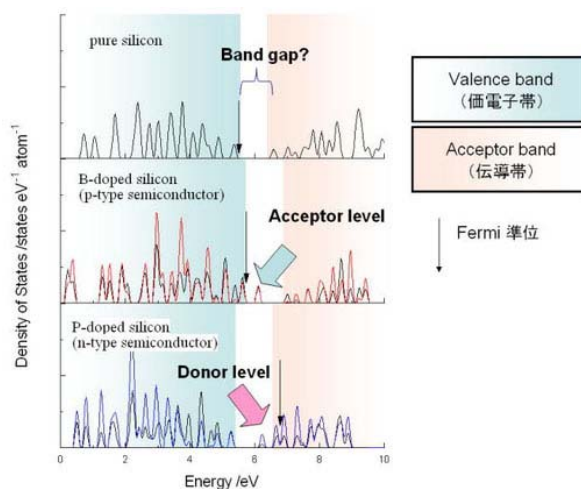 pure silicon
Band gap?
B-doped silicon
(p-type semiconductor)
Acceptor level
P-doped silicon
(n-type semiconductor)
Donor level
Density of States /states eV⁻¹ atom⁻¹
0 2 4 6 8 10
Energy /eV
Valence band
(価電子帯)
Acceptor band
(伝導帯)
Fermi 準位